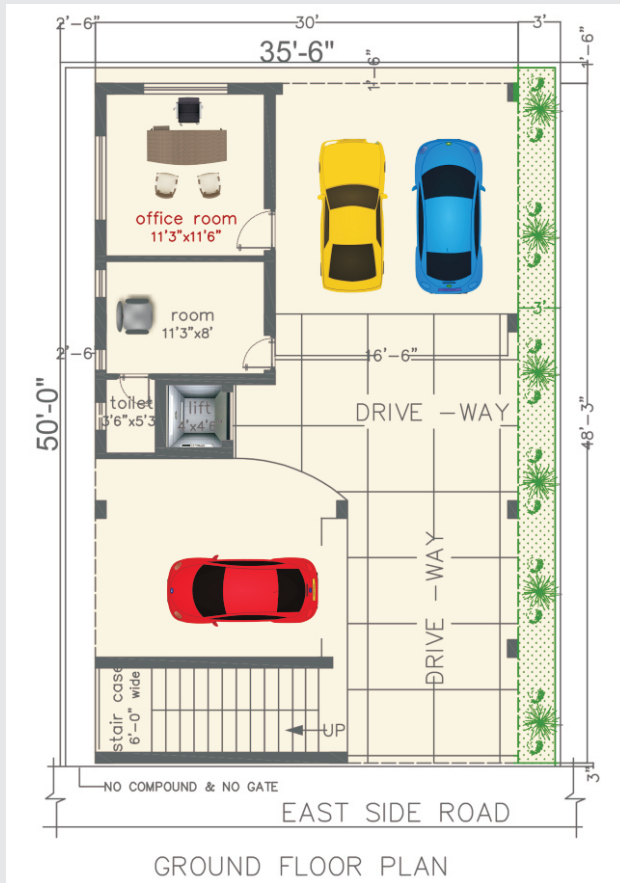 2'-6"
30'
3'
35'-6"
1'-6"
1'-6"
office room
11'3"x11'6"
3'
room
11'3"x8'
2'-6"
16'-6"
toilet
3'6"x5'3
lift
4'x4'6
DRIVE -WAY
50'-0"
48'-3"
DRIVE -WAY
stair case
6'-0" wide
UP
3"
NO COMPOUND & NO GATE
EAST SIDE ROAD
GROUND FLOOR PLAN